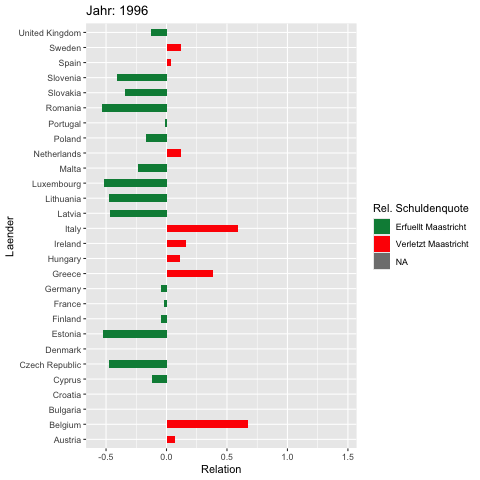 Jahr: 1996
United Kingdom
Sweden
Spain
Slovenia
Slovakia
Romania
Portugal
Poland
Netherlands
Malta
Luxembourg
Lithuania
Latvia
Italy
Ireland
Hungary
Greece
Germany
France
Finland
Estonia
Denmark
Czech Republic
Cyprus
Croatia
Bulgaria
Belgium
Austria
Laender
-0.5 0.0 0.5 1.0 1.5
Relation
Rel. Schuldenquote
Erfuellt Maastricht
Verletzt Maastricht
NA